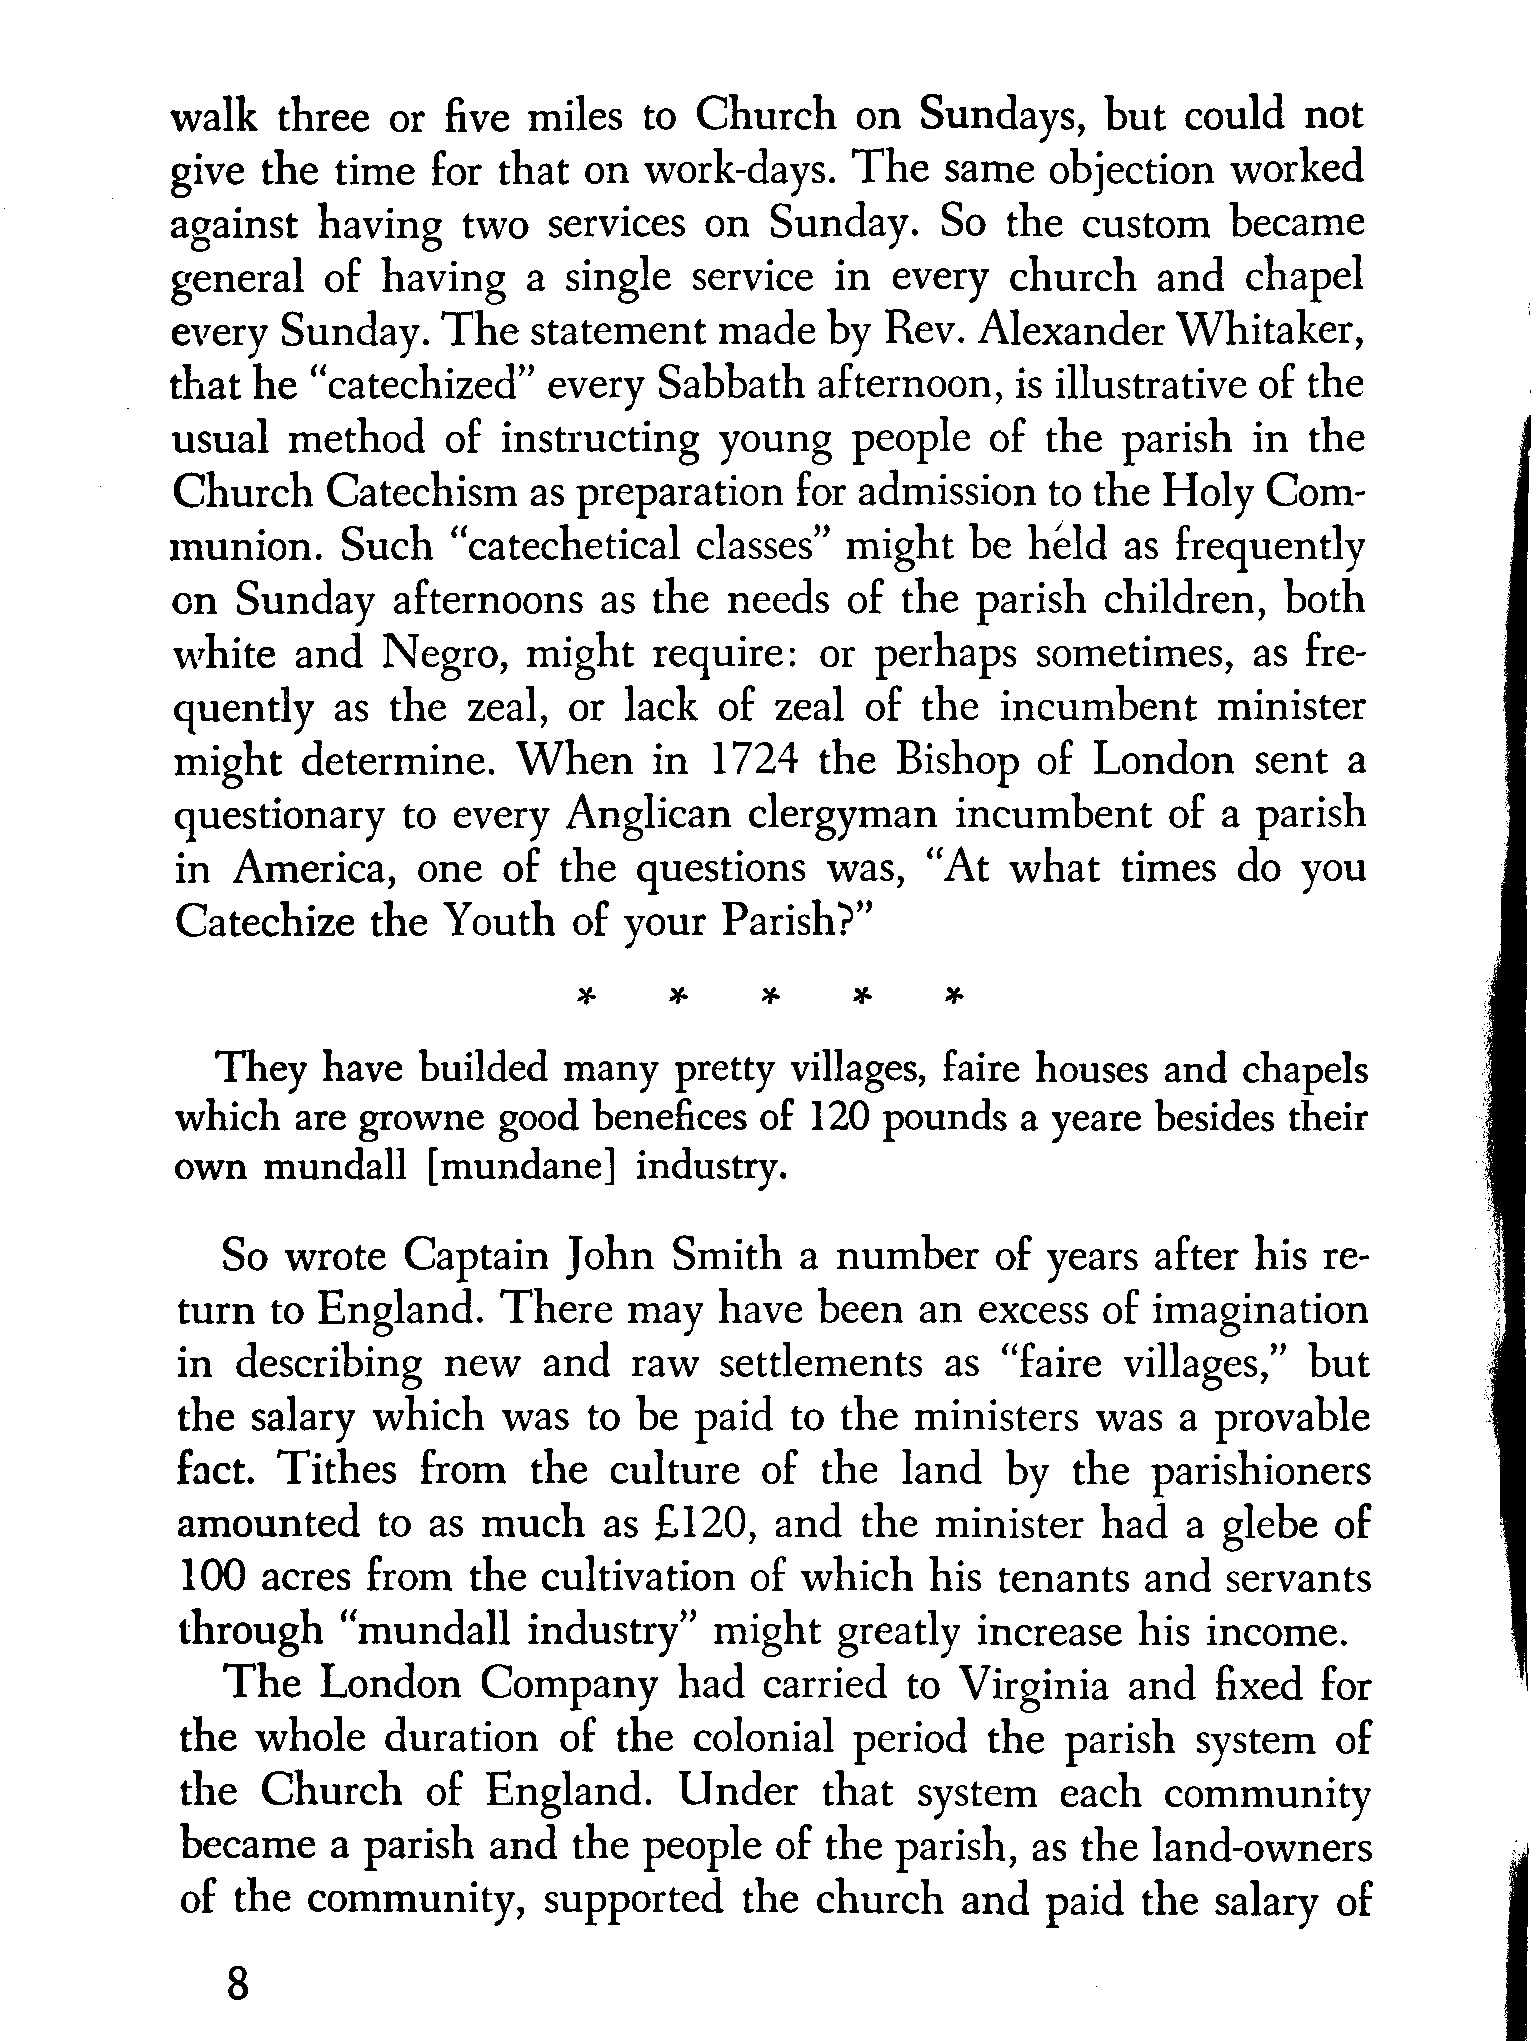 walk three or five miles to Church on Sundays, but could not
give the time for that on work-days. The same objection worked
against having two services on Sunday. So the custom became
general of having a single service in every church and chapel
every Sunday. The statement made by Rev. Alexander Whitaker,
that he "catechized" every Sabbath afternoon, is illustrative of the
usual method of instructing young people of the parish in the
Church Catechism as preparation for admission to the Holy Com-
munion. Such "catechetical classes" might be held as frequently
on Sunday afternoons as the needs of the parish children, both
white and Negro, might require: or perhaps sometimes, as fre-
quently as the zeal, or lack of zeal of the incumbent minister
might determine. When in 1724 the Bishop of London sent a
questionary to every Anglican clergyman incumbent of a parish
in America, one of the questions was, "At what times do you
Catechize the Youth of your Parish?"
* * * * *
They have builded many pretty villages, faire houses and chapels
which are growne good benefices of 120 pounds a yeare besides their
own mundall [mundane] industry.
So wrote Captain John Smith a number of years after his re-
turn to England. There may have been an excess of imagination
in describing new and raw settlements as "faire villages," but
the salary which was to be paid to the ministers was a provable
fact. Tithes from the culture of the land by the parishioners
amounted to as much as £120, and the minister had a glebe of
100 acres from the cultivation of which his tenants and servants
through "mundall industry" might greatly increase his income.
The London Company had carried to Virginia and fixed for
the whole duration of the colonial period the parish system of
the Church of England. Under that system each community
became a parish and the people of the parish, as the land-owners
of the community, supported the church and paid the salary of
8